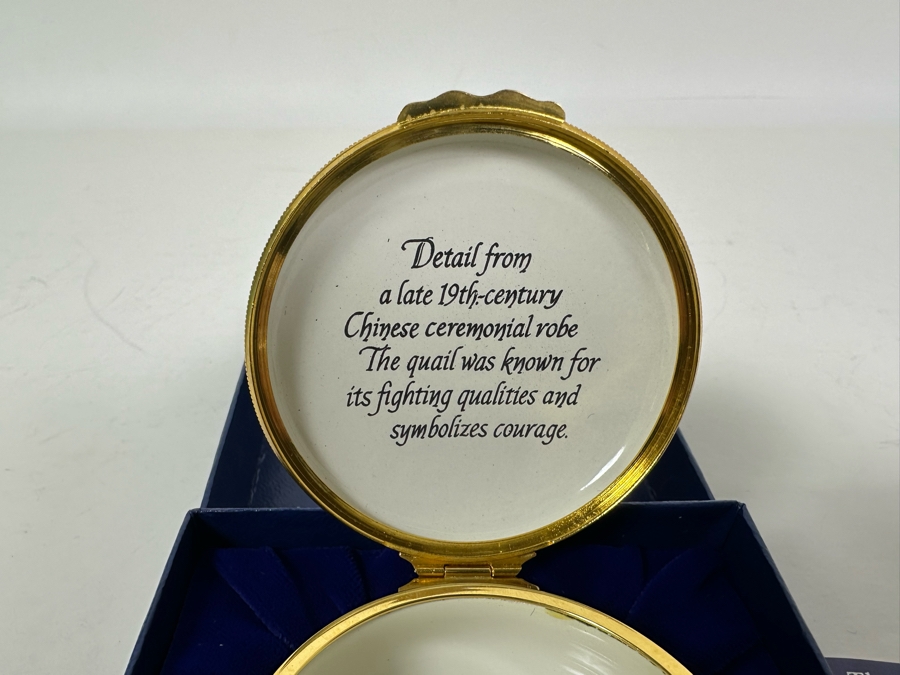 Detail from
a late 19th-century
Chinese ceremonial robe
The quail was known for
its fighting qualities and
symbolizes courage.